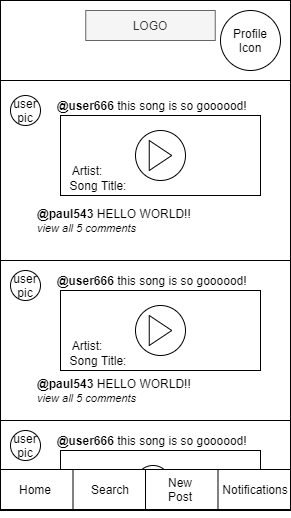 LOGO
Profile
Icon
user
pic
@user666 this song is so goooood!
Artist:
Song Title:
@paul543 HELLO WORLD!!
view all 5 comments
user
pic
@user666 this song is so goooood!
Artist:
Song Title:
@paul543 HELLO WORLD!!
view all 5 comments
user
pic
@user666 this song is so goooood!
Home
Search
New
Post
Notifications